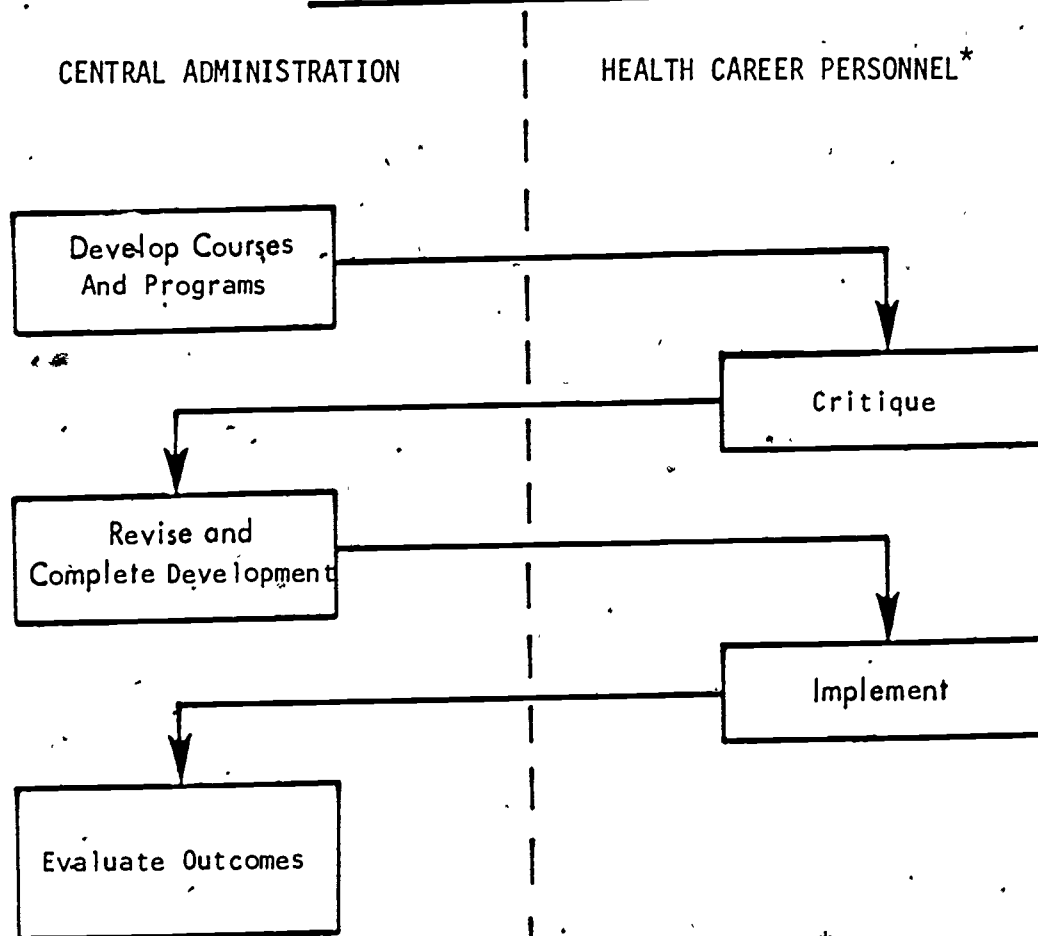 CENTRAL ADMINISTRATION
HEALTH CAREER PERSONNEL*
Develop Courses
And Programs
Critique
Revise and
Complete Development
Implement
Evaluate Outcomes
*